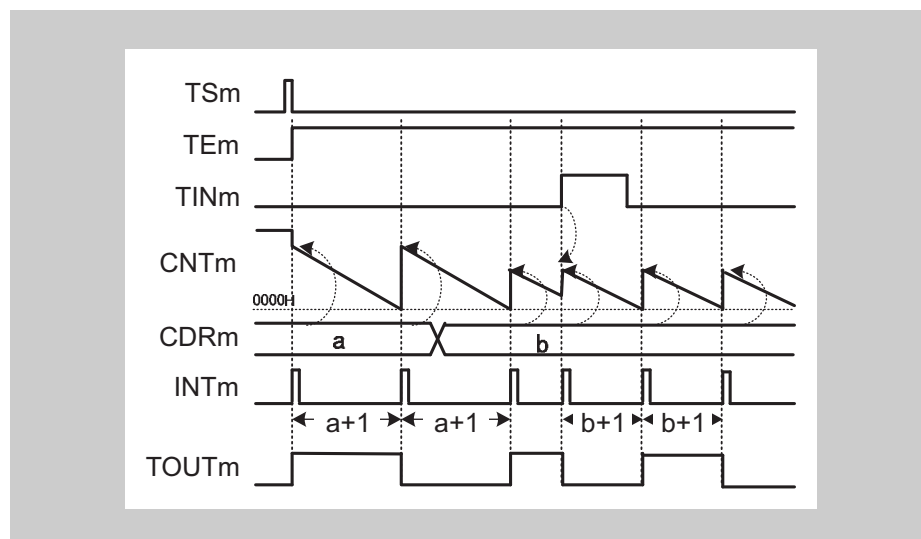 TSm
TEm
TINm
CNTm
0000H
CDRm
a
b
INTm
a+1
a+1
b+1
b+1
TOUTm